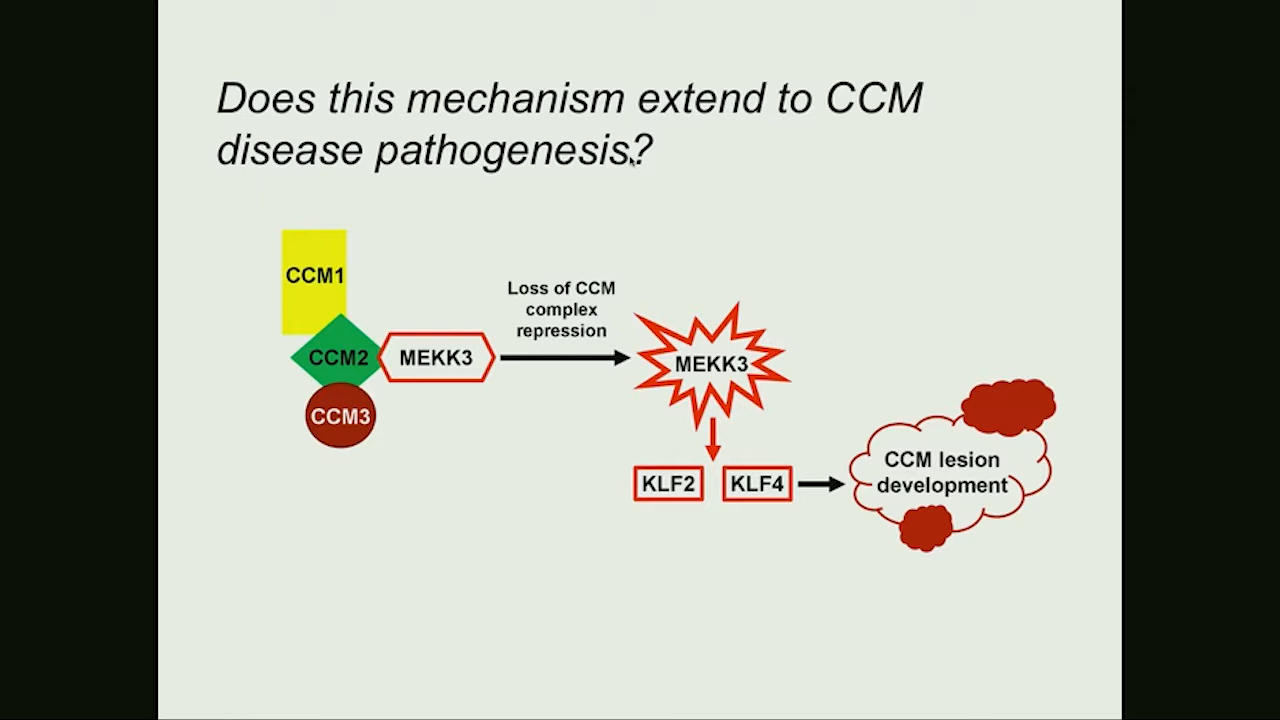 Does this mechanism extend to CCM
disease pathogenesis?
CCM1
CCM2
MEKK3
CCM3
Loss of CCM
complex
repression
MEKK3
KLF2
KLF4
CCM lesion
development